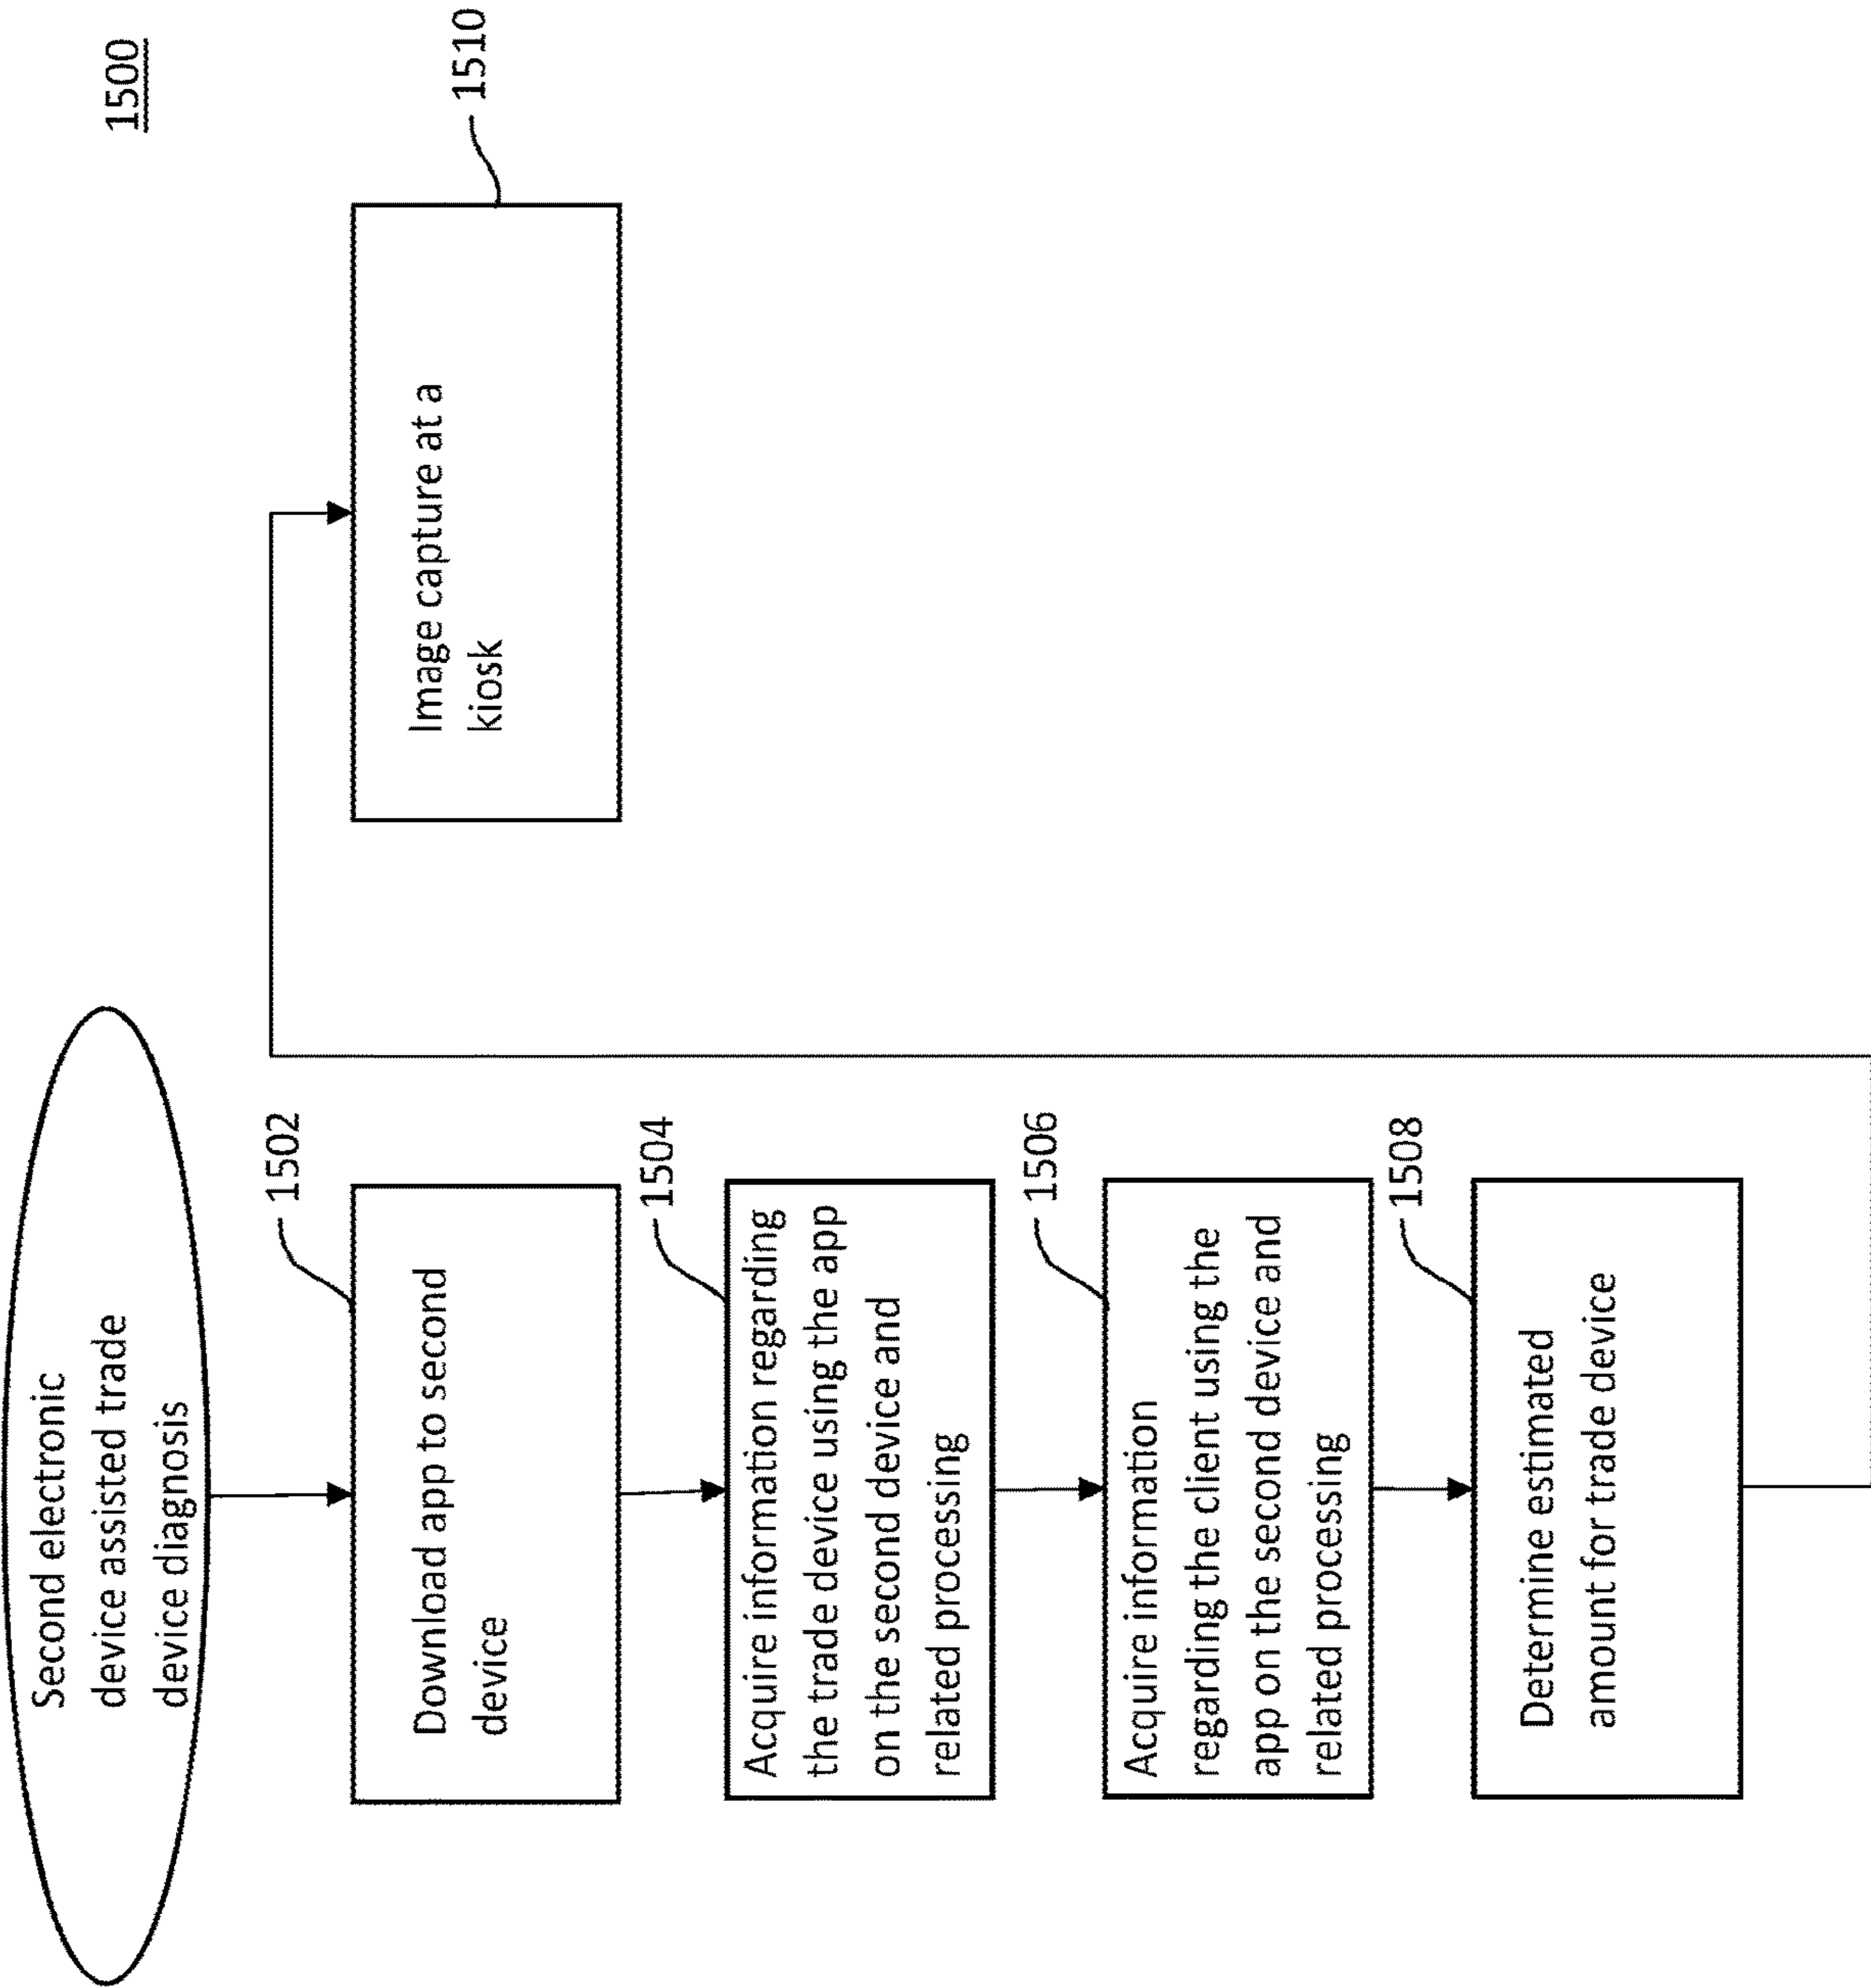 1500
Second electronic
device assisted trade
device diagnosis
1502
Download app to second
device
1504
Acquire information regarding
the trade device using the app
on the second device and
related processing
1506
Acquire information
regarding the client using the
app on the second device and
related processing
1508
Determine estimated
amount for trade device
1510
Image capture at a
kiosk